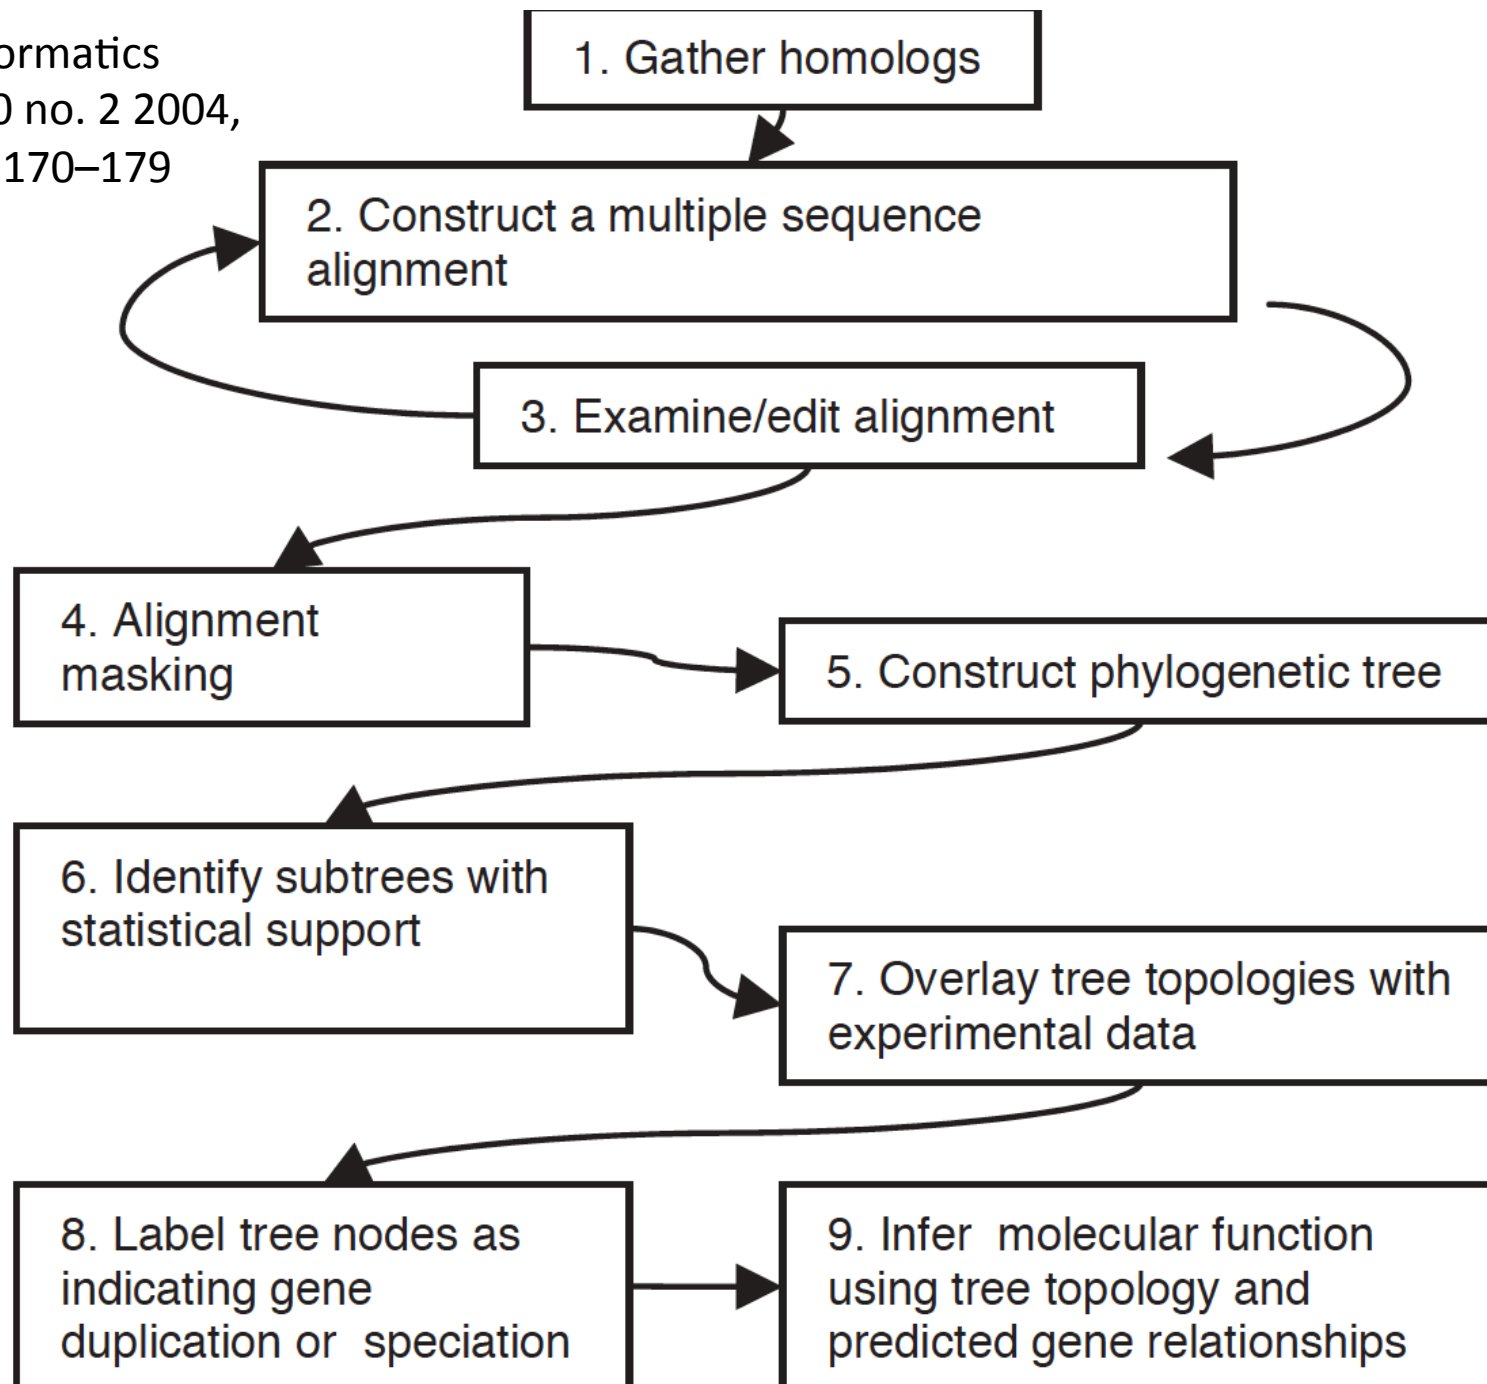 ormatics
0 no. 2 2004,
170–179
1. Gather homologs
2. Construct a multiple sequence
alignment
3. Examine/edit alignment
4. Alignment
masking
5. Construct phylogenetic tree
6. Identify subtrees with
statistical support
7. Overlay tree topologies with
experimental data
8. Label tree nodes as
indicating gene
duplication or speciation
9. Infer molecular function
using tree topology and
predicted gene relationships